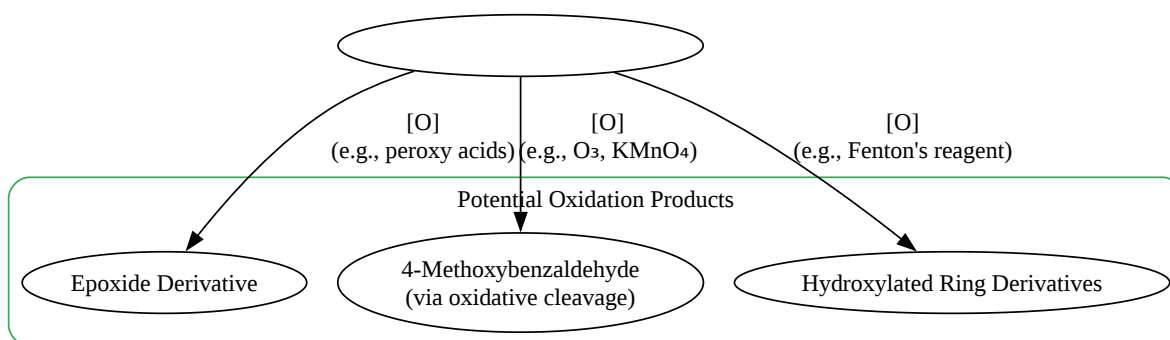 [O]
(e.g., peroxy acids)
[O]
(e.g., O₃, KMnO₄)
[O]
(e.g., Fenton's reagent)
Potential Oxidation Products
Epoxide Derivative
4-Methoxybenzaldehyde
(via oxidative cleavage)
Hydroxylated Ring Derivatives